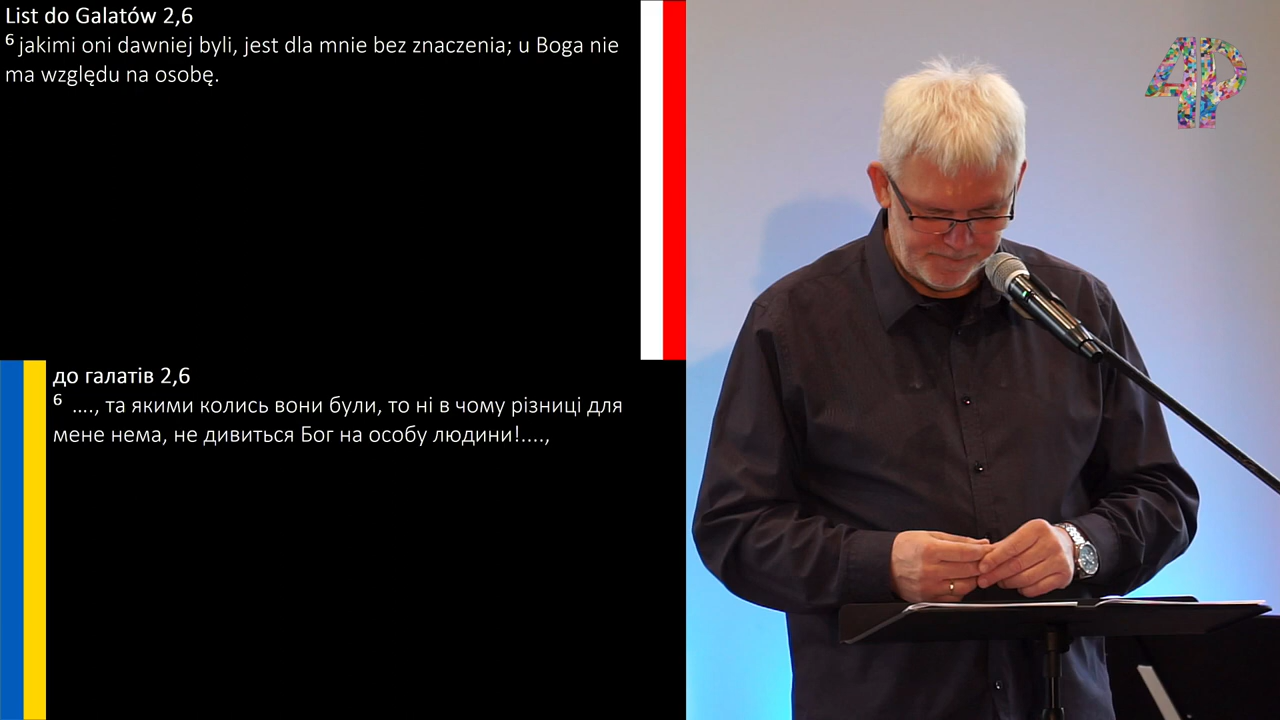 List do Galatów 2,6
⁶ jakimi oni dawniej byli, jest dla mnie bez znaczenia; u Boga nie
ma względu na osobę.
до галатів 2,6
⁶ ...., та якими колись вони були, то ні в чому різниці для
мене нема, не дивиться Бог на особу людини!....,
4P